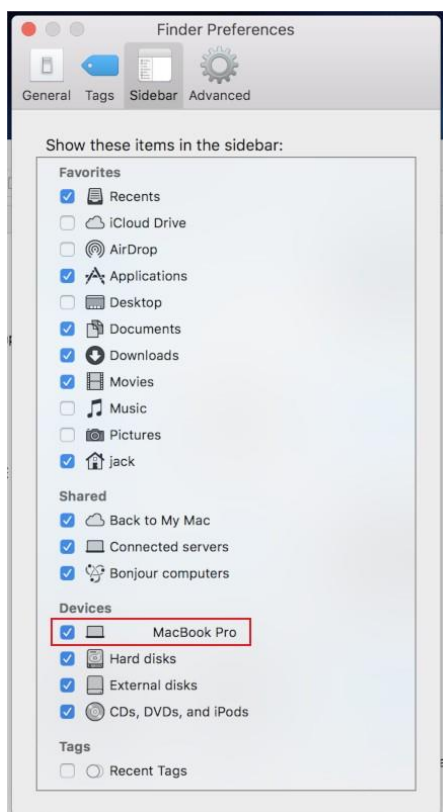 Finder Preferences
General Tags Sidebar Advanced
Show these items in the sidebar:
Favorites
Recents
iCloud Drive
AirDrop
Applications
Desktop
Documents
Downloads
Movies
Music
Pictures
jack
Shared
Back to My Mac
Connected servers
Bonjour computers
Devices
MacBook Pro
Hard disks
External disks
CDs, DVDs, and iPods
Tags
Recent Tags